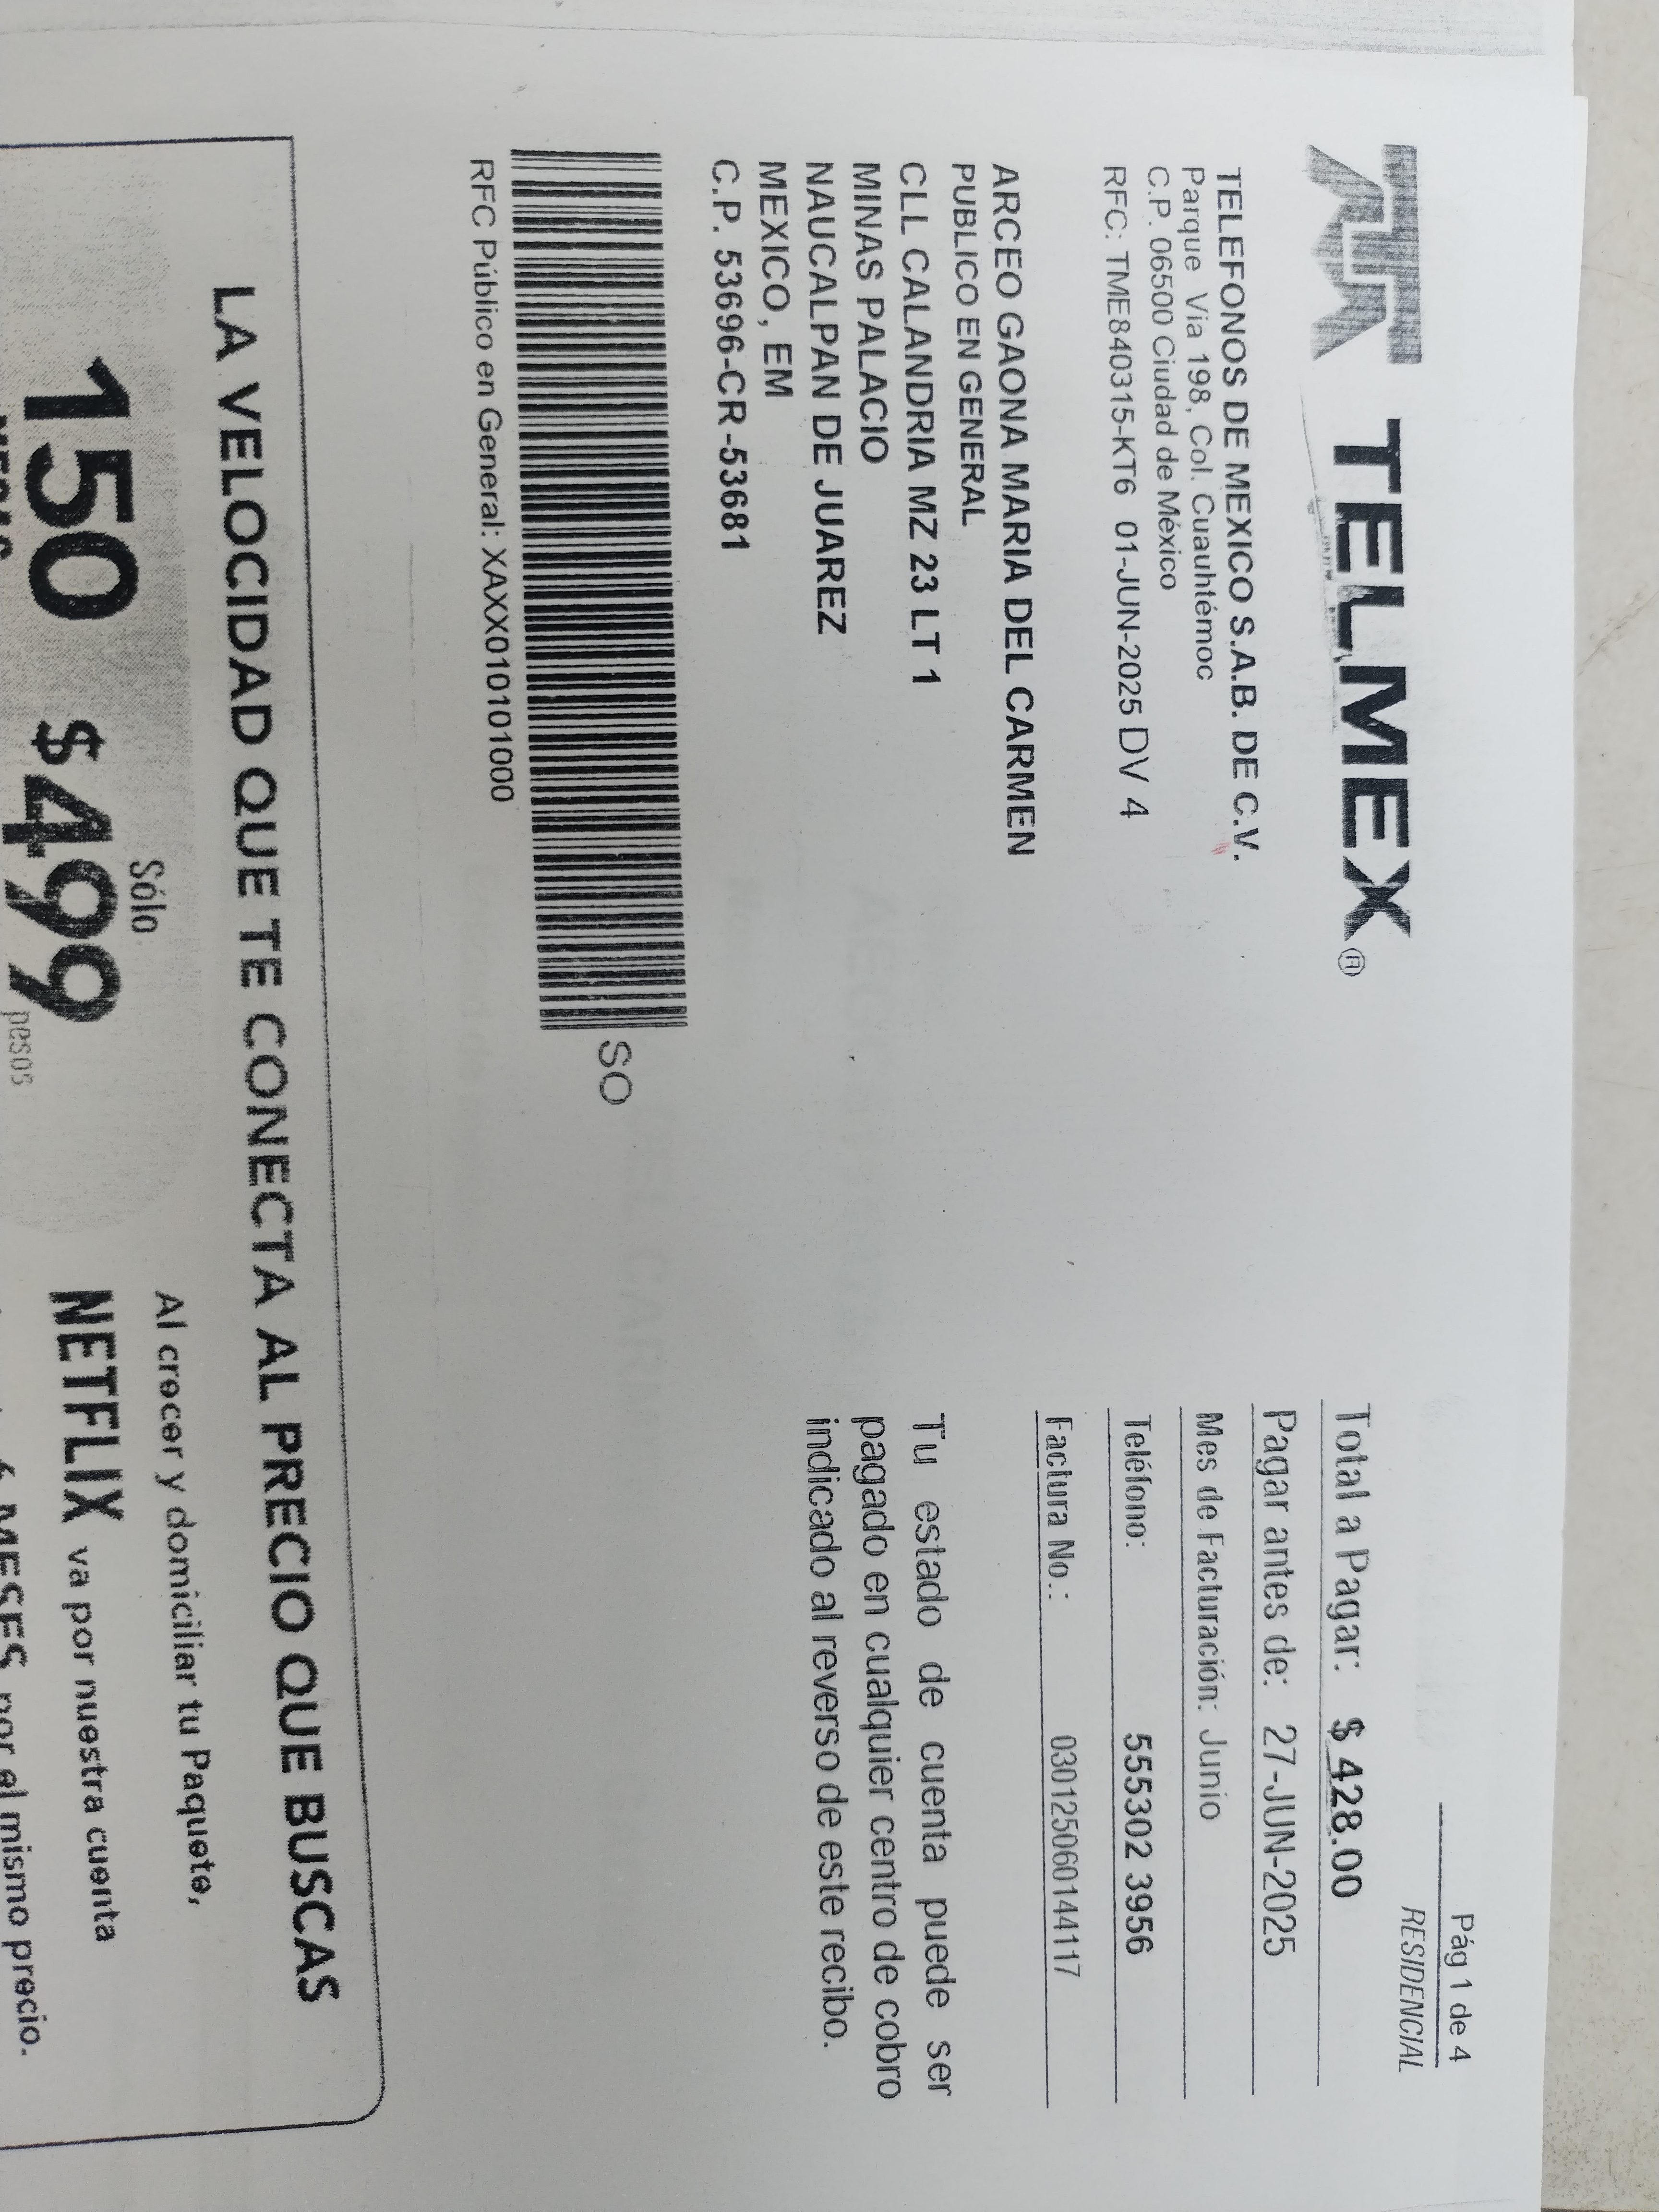 TELMEX®
Pág 1 de 4
RESIDENCIAL
TELEFONOS DE MEXICO S.A.B. DE C.V.
Parque Via 198, Col. Cuauhtémoc
C.P. 06500 Ciudad de México
RFC: TME840315-KT6 01-JUN-2025 DV 4
ARCEO GAONA MARIA DEL CARMEN
PUBLICO EN GENERAL
CLL CALANDRIA MZ 23 LT 1
MINAS PALACIO
NAUCALPAN DE JUAREZ
MEXICO, EM
C.P. 53696-CR -53681
SO
RFC Público en General: XAXX010101000
Total a Pagar: $ 428.00
Pagar antes de: 27-JUN-2025
Mes de Facturación: Junio
Teléfono: 555302 3956
Factura No.: 030125060144117
Tu estado de cuenta puede ser
pagado en cualquier centro de cobro
indicado al reverso de este recibo.
LA VELOCIDAD QUE TE CONECTA AL PRECIO QUE BUSCAS
150
Sólo
$499
pesos
Al crecer y domiciliar tu Paquete,
NETFLIX va por nuestra cuenta
6 MESES por el mismo precio.